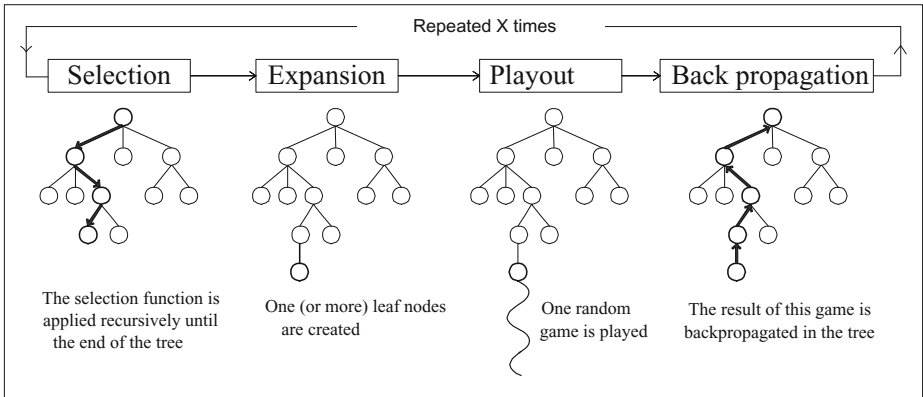 Repeated X times
Selection
Expansion
Playout
Back propagation
The selection function is
applied recursively until
the end of the tree
One (or more) leaf nodes
are created
One random
game is played
The result of this game is
backpropagated in the tree